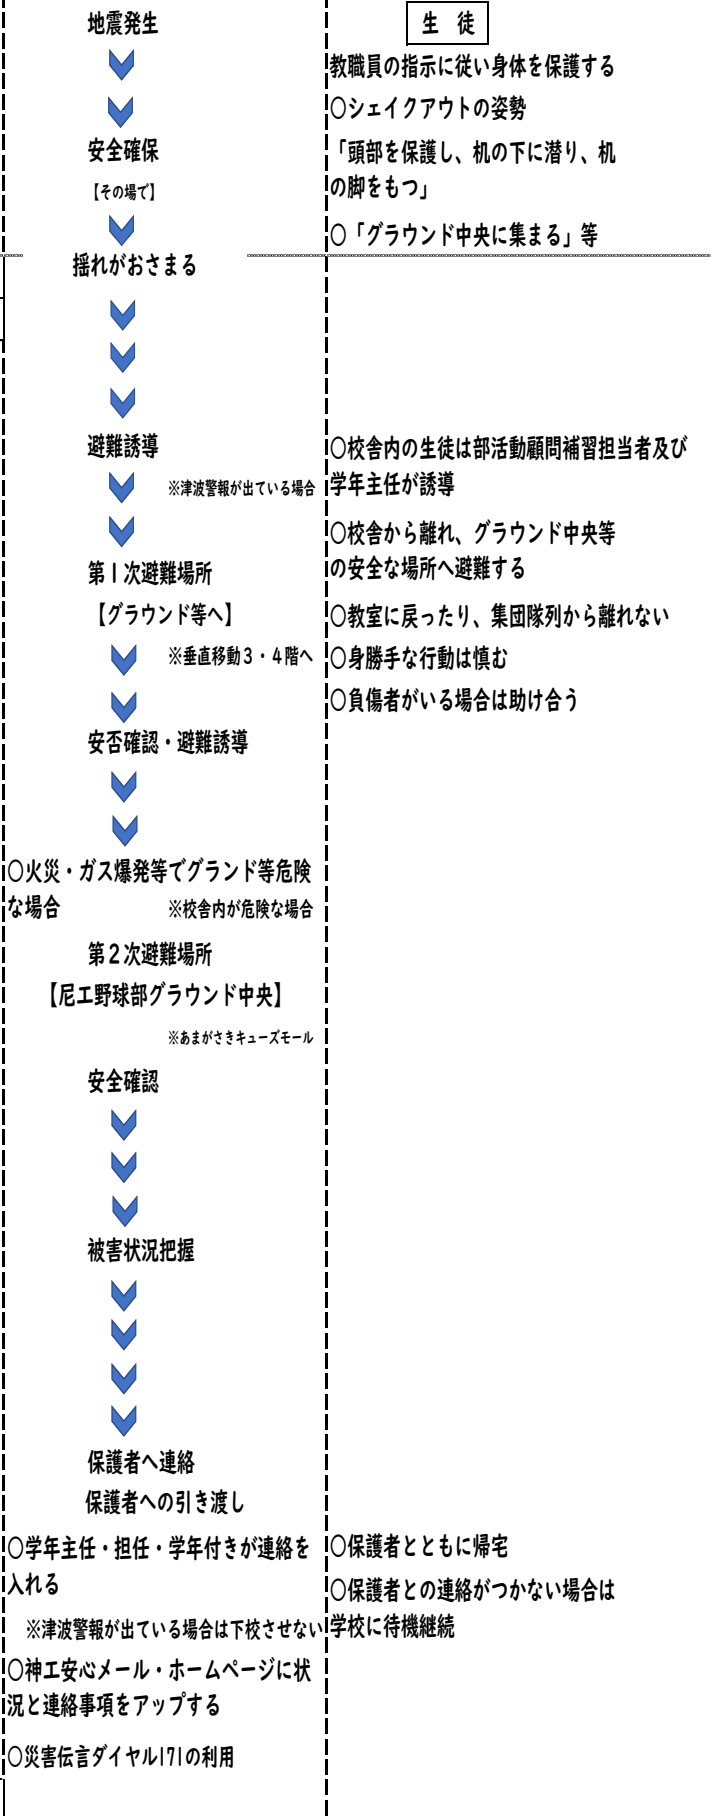 地震発生
生　徒
教職員の指示に従い身体を保護する
〇シェイクアウトの姿勢
安全確保
「頭部を保護し、机の下に潜り、机
の脚をもつ」
【その場で】
〇「グラウンド中央に集まる」等
揺れがおさまる
避難誘導
※津波警報が出ている場合
〇校舎内の生徒は部活動顧問補習担当者及び
学年主任が誘導
〇校舎から離れ、グラウンド中央等
の安全な場所へ避難する
第１次避難場所
【グラウンド等へ】
〇教室に戻ったり、集団隊列から離れない
※垂直移動３・４階へ
〇身勝手な行動は慎む
〇負傷者がいる場合は助け合う
安否確認・避難誘導
〇火災・ガス爆発等でグランド等危険
な場合
※校舎内が危険な場合
第２次避難場所
【尼工野球部グラウンド中央】
※あまがさきキューズモール
安全確認
被害状況把握
保護者へ連絡
保護者への引き渡し
〇学年主任・担任・学年付きが連絡を
入れる
※津波警報が出ている場合は下校させない
〇保護者とともに帰宅
〇保護者との連絡がつかない場合は
学校に待機継続
〇神工安心メール・ホームページに状
況と連絡事項をアップする
〇災害伝言ダイヤル171の利用